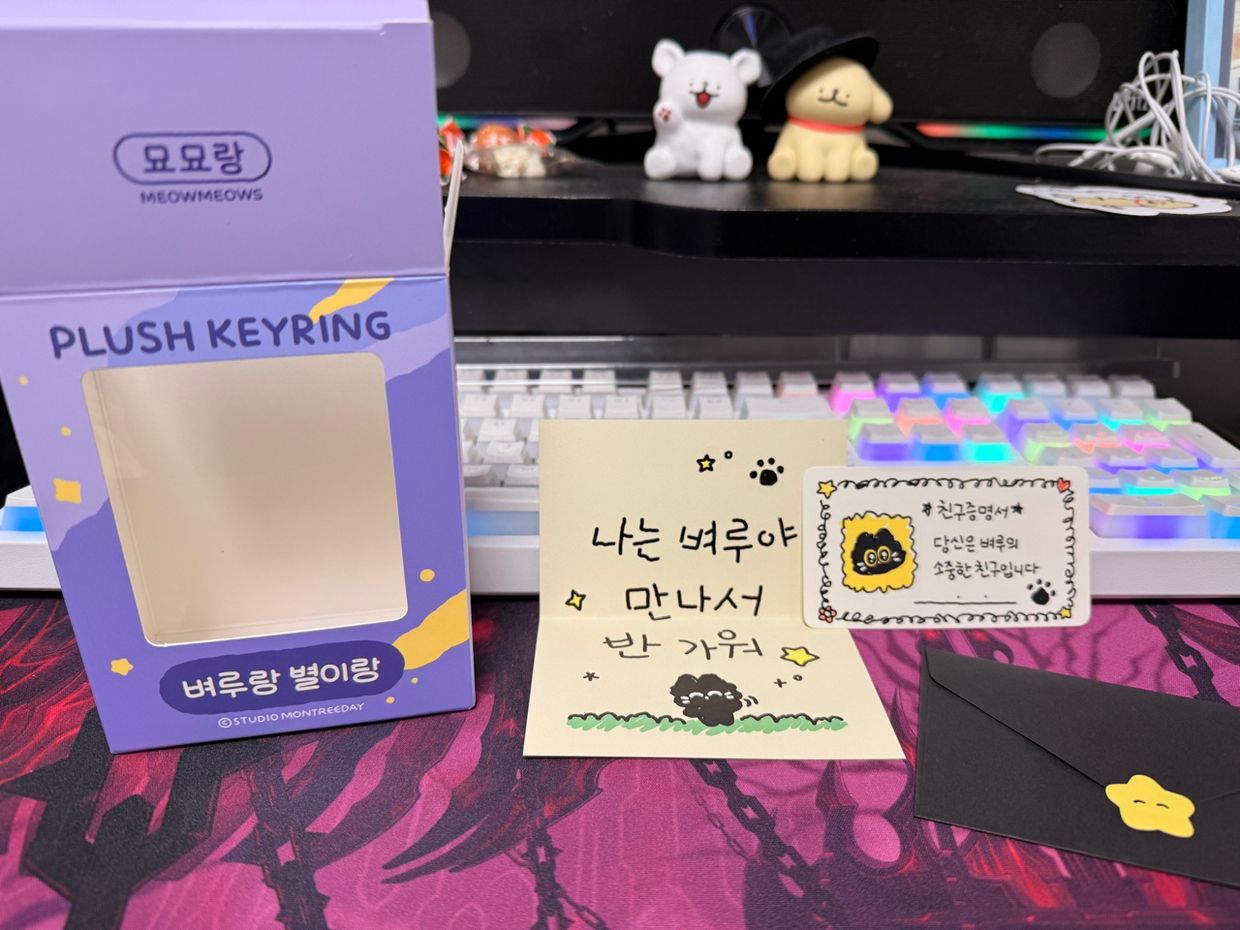 묘묘랑
MEOWMEOWS
PLUSH KEYRING
벼루랑 별이랑
©STUDIO MONTREEDAY
나는 벼루야
만나서
반가워
*친구증명서*
당신은 벼루의
소중한 친구입니다